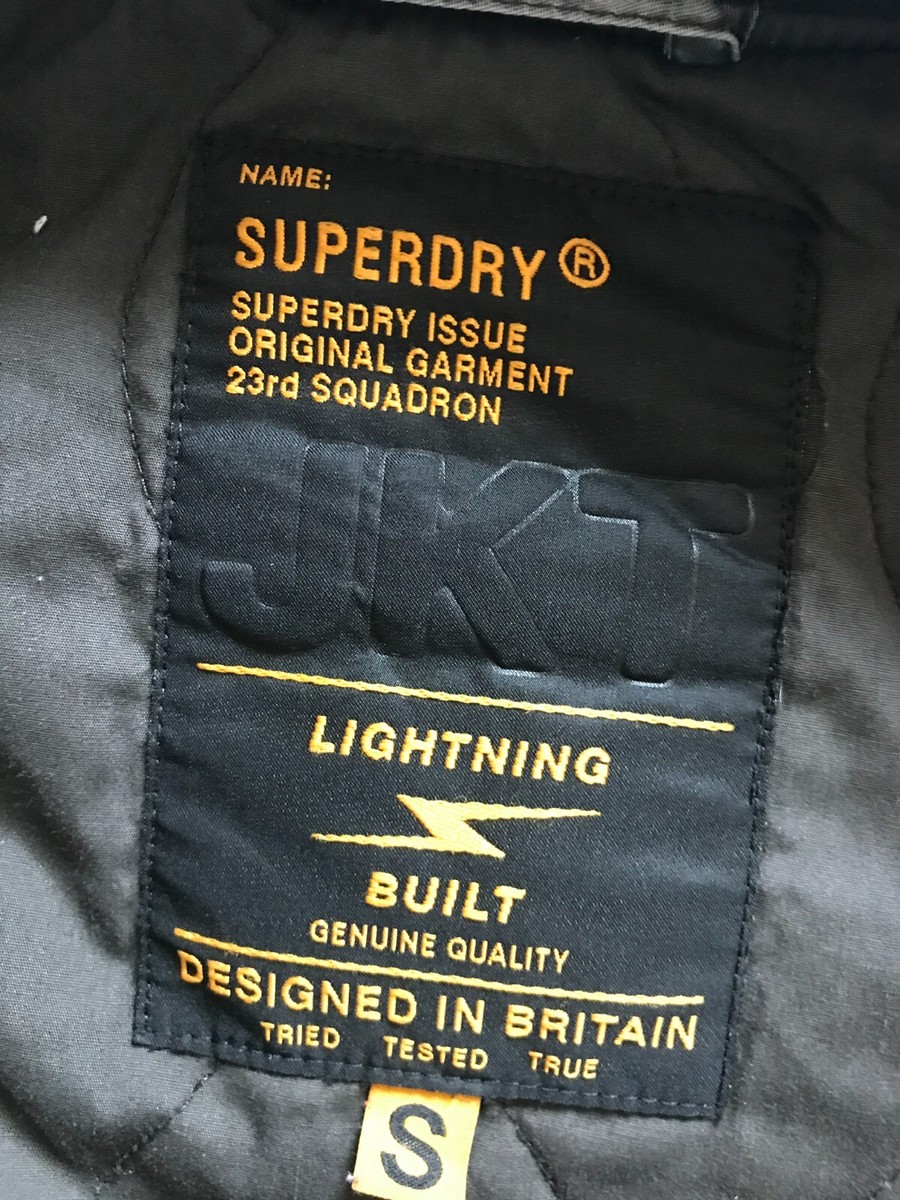 NAME:
SUPERDRY®
SUPERDRY ISSUE
ORIGINAL GARMENT
23rd SQUADRON
JKT
LIGHTNING
BUILT
GENUINE QUALITY
DESIGNED IN BRITAIN
TRIED TESTED TRUE
S